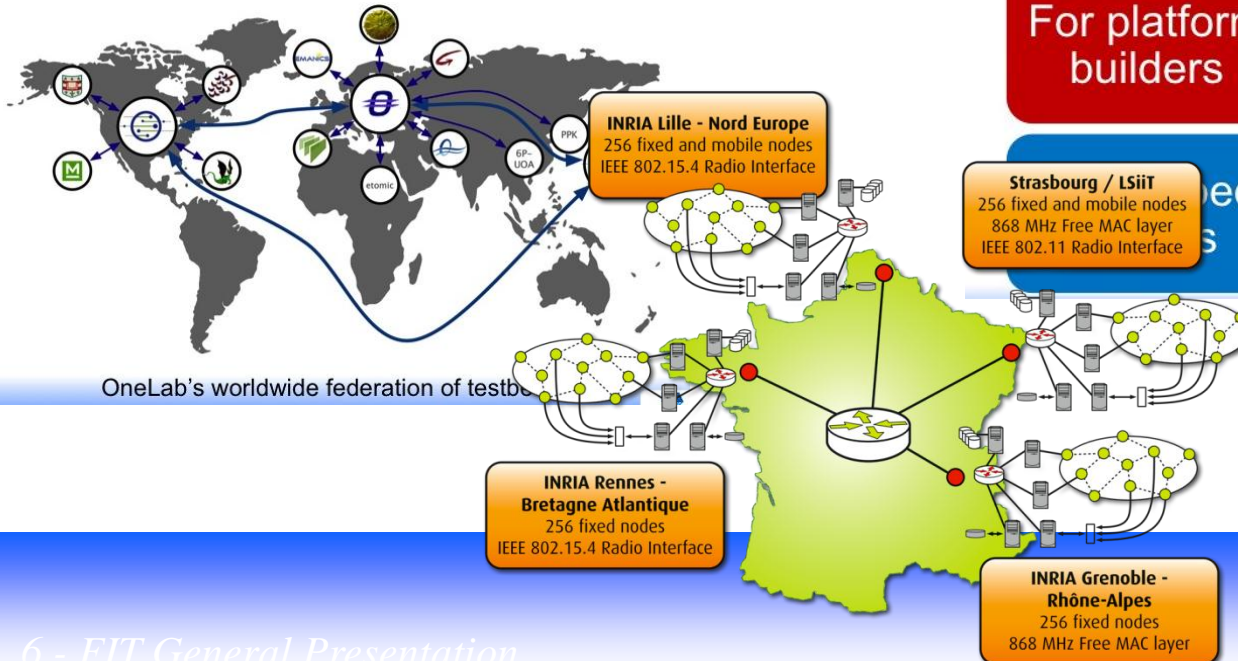 For platform
builders
EMANICS
PPK
6P-
UOA
etomic
INRIA Lille - Nord Europe
256 fixed and mobile nodes
IEEE 802.15.4 Radio Interface
Strasbourg / LSiiT
256 fixed and mobile nodes
868 MHz Free MAC layer
IEEE 802.11 Radio Interface
OneLab's worldwide federation of
INRIA Rennes -
Bretagne Atlantique
256 fixed nodes
IEEE 802.15.4 Radio Interface
INRIA Grenoble -
Rhône-Alpes
256 fixed nodes
868 MHz Free MAC layer
6 - FIT General Presentation